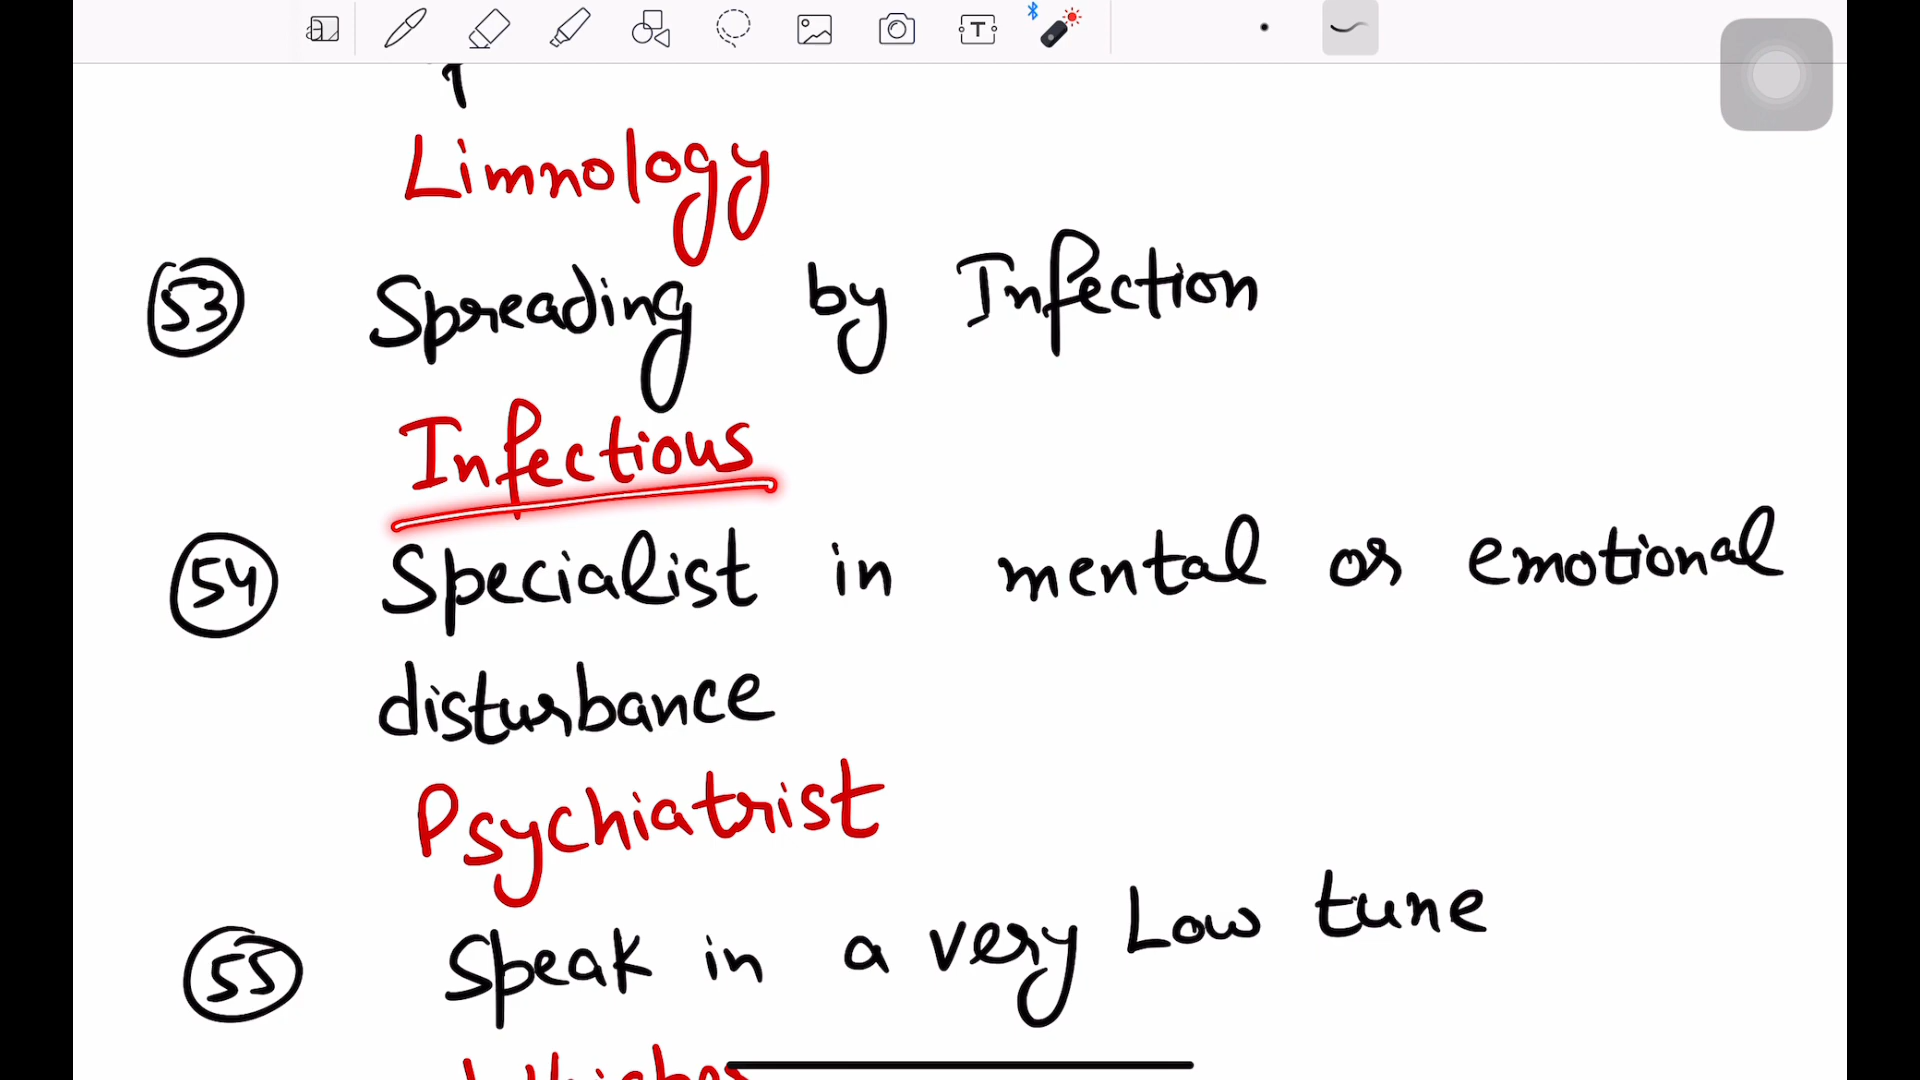 Limnology
53 Spreading by Infection
Infectious
54 Specialist in mental or emotional
disturbance
Psychiatrist
55 Speak in a very Low tune